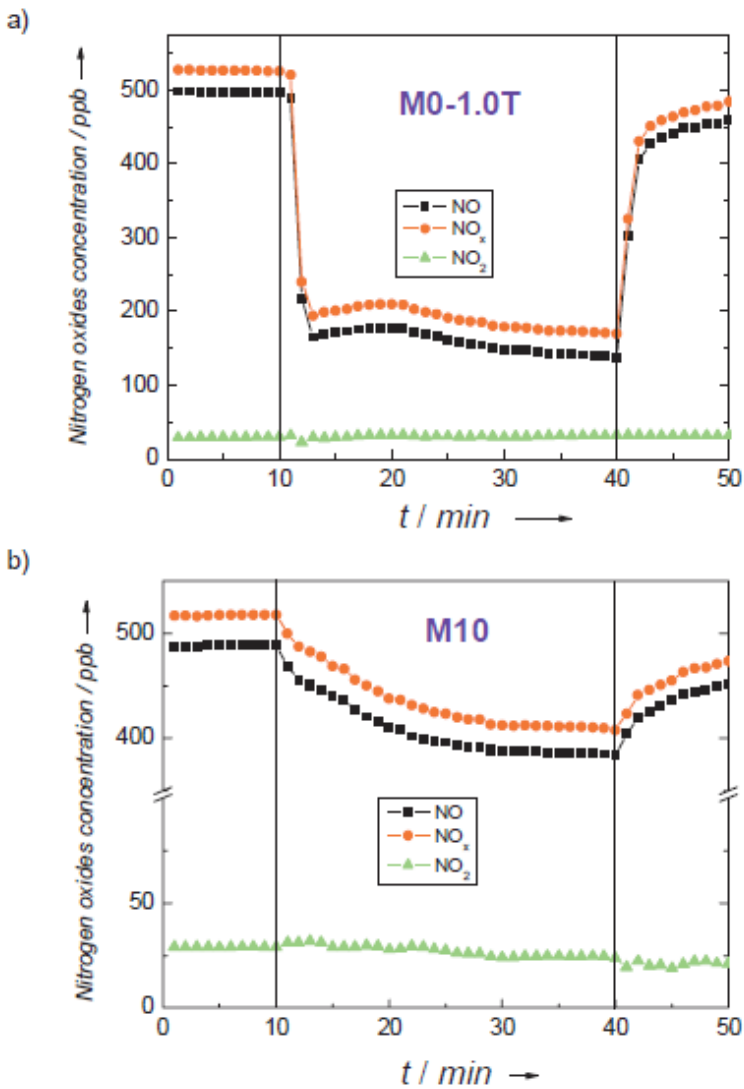 a)
Nitrogen oxides concentration / ppb
500
400
300
200
100
0
M0-1.0T
NO
NOₓ
NO₂
0 10 20 30 40 50
t / min
b)
Nitrogen oxides concentration / ppb
500
400
50
0
M10
NO
NOₓ
NO₂
0 10 20 30 40 50
t / min